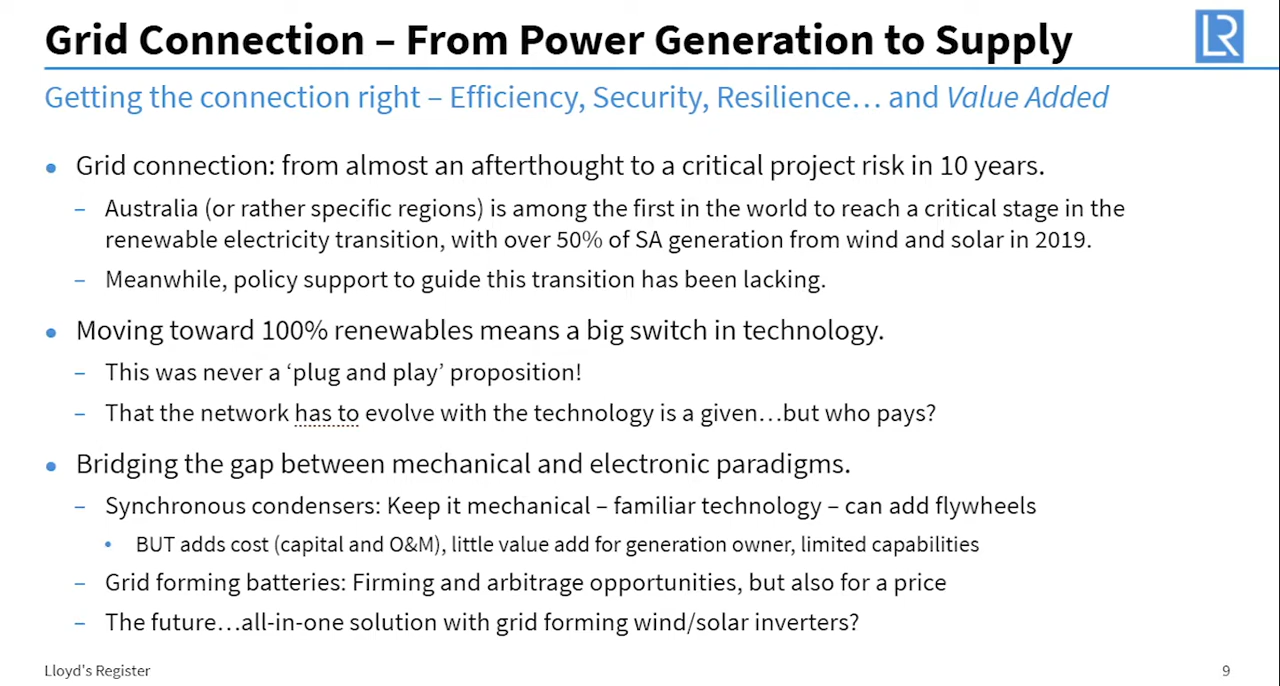 Grid Connection – From Power Generation to Supply
LR
Getting the connection right – Efficiency, Security, Resilience… and Value Added
• Grid connection: from almost an afterthought to a critical project risk in 10 years.
– Australia (or rather specific regions) is among the first in the world to reach a critical stage in the
renewable electricity transition, with over 50% of SA generation from wind and solar in 2019.
– Meanwhile, policy support to guide this transition has been lacking.
• Moving toward 100% renewables means a big switch in technology.
– This was never a ‘plug and play’ proposition!
– That the network has to evolve with the technology is a given…but who pays?
• Bridging the gap between mechanical and electronic paradigms.
– Synchronous condensers: Keep it mechanical – familiar technology – can add flywheels
• BUT adds cost (capital and O&M), little value add for generation owner, limited capabilities
– Grid forming batteries: Firming and arbitrage opportunities, but also for a price
– The future…all-in-one solution with grid forming wind/solar inverters?
Lloyd's Register
9